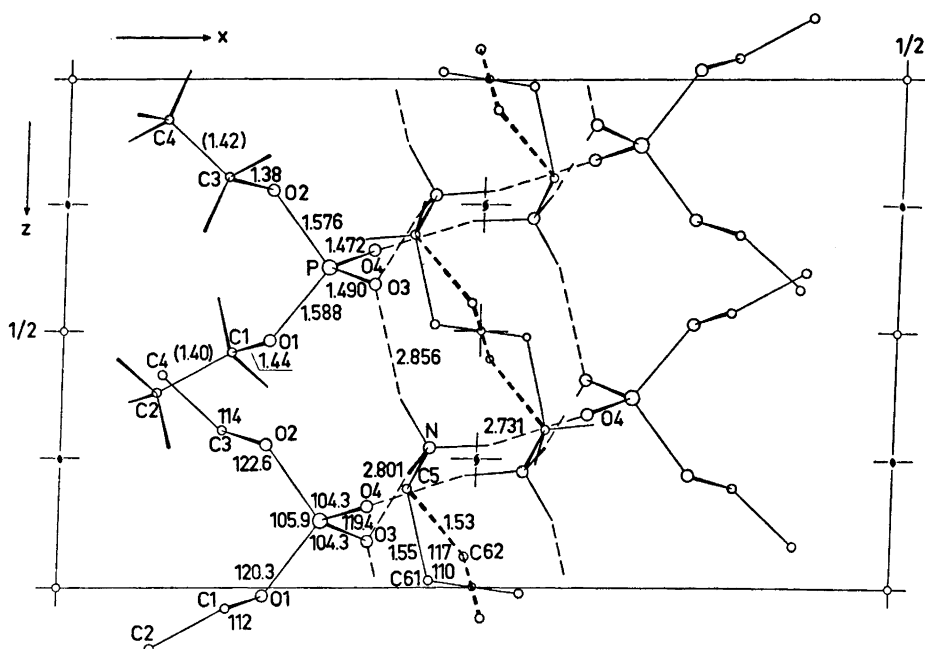 x
1/2
C4
(1.42)
C3
1.38
O2
z
1.576
1.472
P
O4
1.490
O3
1.588
1/2
C1
O1
C4
(1.40)
1.44
2.856
C2
114
C3
O2
N
2.731
O4
122.6
2.801
C5
104.3
O4
105.9
119.4
O3
1.53
104.3
1.55
117
C62
120.3
C61
110
C1
O1
112
C2